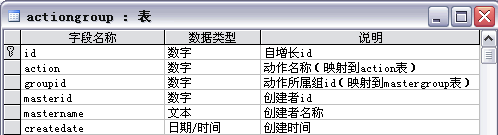 actiongroup : 表
字段名称 数据类型 说明
id 数字 自增长id
action 数字 动作名称(映射到action表)
groupid 数字 动作所属组id(映射到mastergroup表)
masterid 数字 创建者id
mastername 文本 创建者名称
createdate 日期/时间 创建时间